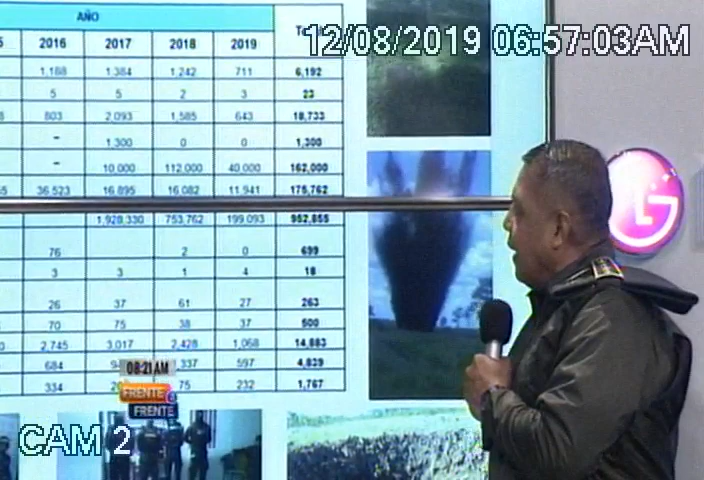 AÑO
12/08/2019 06:57:03AM
2016 2017 2018 2019
1,188 1,384 1,242 711 6,192
5 5 2 3 23
803 2,093 1,585 643 18,733
– 1,300 0 0 1,300
– 10,000 112,000 40,000 162,000
36,523 16,895 16,082 11,941 175,762
1,928,330 753,762 199,093 952,855
76 2 0 699
3 3 1 4 18
26 37 61 27 263
70 75 38 37 500
2,745 3,017 2,428 1,068 14,883
684 337 597 4,839
334 75 232 1,767
08:21 AM
FRENTE a
FRENTE
LG
CAM 2